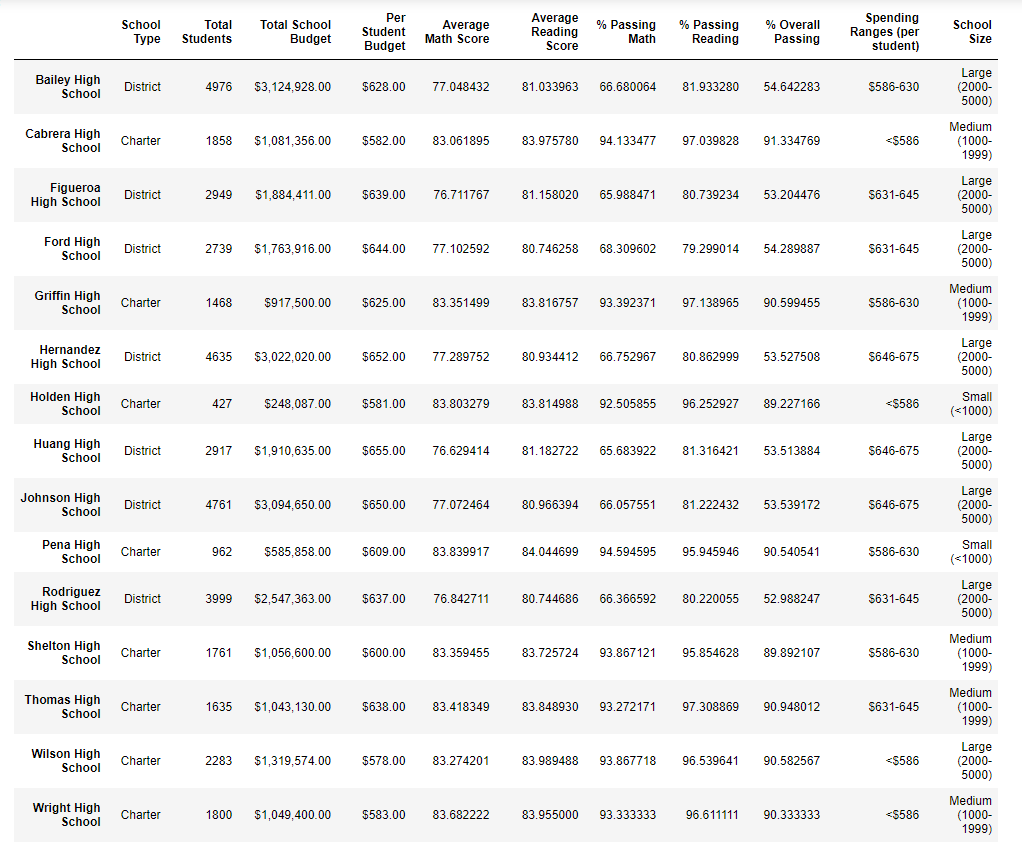 School Type Total Students Total School Budget Per Student Budget Average Math Score Average Reading Score % Passing Math % Passing Reading % Overall Passing Spending Ranges (per student) School Size
Bailey High School District 4976 $3,124,928.00 $628.00 77.048432 81.033963 66.680064 81.933280 54.642283 $586-630 Large (2000-5000)
Cabrera High School Charter 1858 $1,081,356.00 $582.00 83.061895 83.975780 94.133477 97.039828 91.334769 <$586 Medium (1000-1999)
Figueroa High School District 2949 $1,884,411.00 $639.00 76.711767 81.158020 65.988471 80.739234 53.204476 $631-645 Large (2000-5000)
Ford High School District 2739 $1,763,916.00 $644.00 77.102592 80.746258 68.309602 79.299014 54.289887 $631-645 Large (2000-5000)
Griffin High School Charter 1468 $917,500.00 $625.00 83.351499 83.816757 93.392371 97.138965 90.599455 $586-630 Medium (1000-1999)
Hernandez High School District 4635 $3,022,020.00 $652.00 77.289752 80.934412 66.752967 80.862999 53.527508 $646-675 Large (2000-5000)
Holden High School Charter 427 $248,087.00 $581.00 83.803279 83.814988 92.505855 96.252927 89.227166 <$586 Small (<1000)
Huang High School District 2917 $1,910,635.00 $655.00 76.629414 81.182722 65.683922 81.316421 53.513884 $646-675 Large (2000-5000)
Johnson High School District 4761 $3,094,650.00 $650.00 77.072464 80.966394 66.057551 81.222432 53.539172 $646-675 Large (2000-5000)
Pena High School Charter 962 $585,858.00 $609.00 83.839917 84.044699 94.594595 95.945946 90.540541 $586-630 Small (<1000)
Rodriguez High School District 3999 $2,547,363.00 $637.00 76.842711 80.744686 66.366592 80.220055 52.988247 $631-645 Large (2000-5000)
Shelton High School Charter 1761 $1,056,600.00 $600.00 83.359455 83.725724 93.867121 95.854628 89.892107 $586-630 Medium (1000-1999)
Thomas High School Charter 1635 $1,043,130.00 $638.00 83.418349 83.848930 93.272171 97.308869 90.948012 $631-645 Medium (1000-1999)
Wilson High School Charter 2283 $1,319,574.00 $578.00 83.274201 83.989488 93.867718 96.539641 90.582567 <$586 Large (2000-5000)
Wright High School Charter 1800 $1,049,400.00 $583.00 83.682222 83.955000 93.333333 96.611111 90.333333 <$586 Medium (1000-1999)